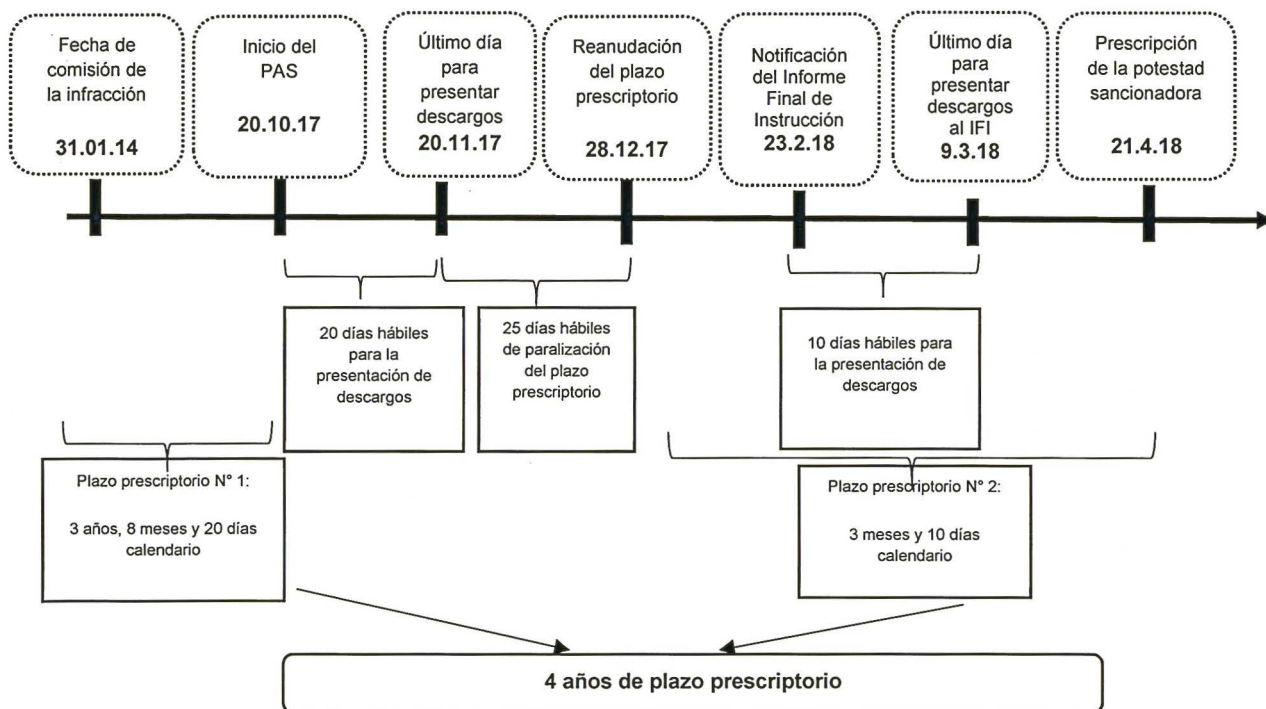 Fecha de
comisión de
la infracción
31.01.14
Inicio del
PAS
20.10.17
Último día
para
presentar
descargos
20.11.17
Reanudación
del plazo
prescriptorio
28.12.17
Notificación
del Informe
Final de
Instrucción
23.2.18
Último día
para
presentar
descargos
al IFI
9.3.18
Prescripción
de la potestad
sancionadora
21.4.18
20 días hábiles
para la
presentación de
descargos
25 días hábiles
de paralización
del plazo
prescriptorio
10 días hábiles para
la presentación de
descargos
Plazo prescriptorio N° 1:
3 años, 8 meses y 20 días
calendario
Plazo prescriptorio N° 2:
3 meses y 10 días
calendario
4 años de plazo prescriptorio